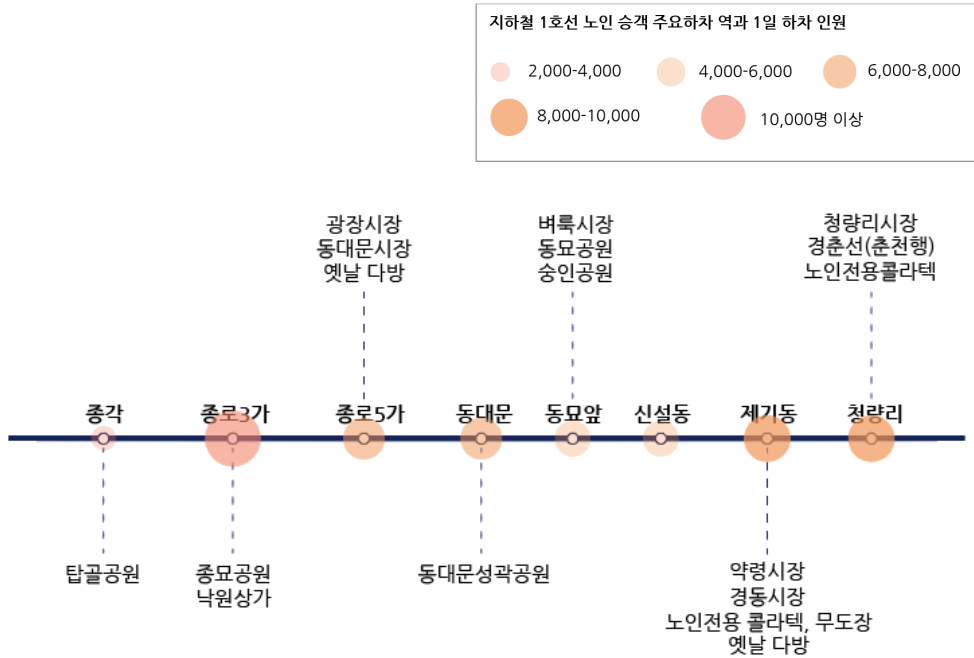 지하철 1호선 노인 승객 주요하차 역과 1일 하차 인원
2,000-4,000
4,000-6,000
6,000-8,000
8,000-10,000
10,000명 이상
광장시장
동대문시장
옛날 다방
벼룩시장
동묘공원
숭인공원
청량리시장
경춘선(춘천행)
노인전용콜라텍
종각
종로3가
종로5가
동대문
동묘앞
신설동
제기동
청량리
탑골공원
종묘공원
낙원상가
동대문성곽공원
약령시장
경동시장
노인전용 콜라텍, 무도장
옛날 다방